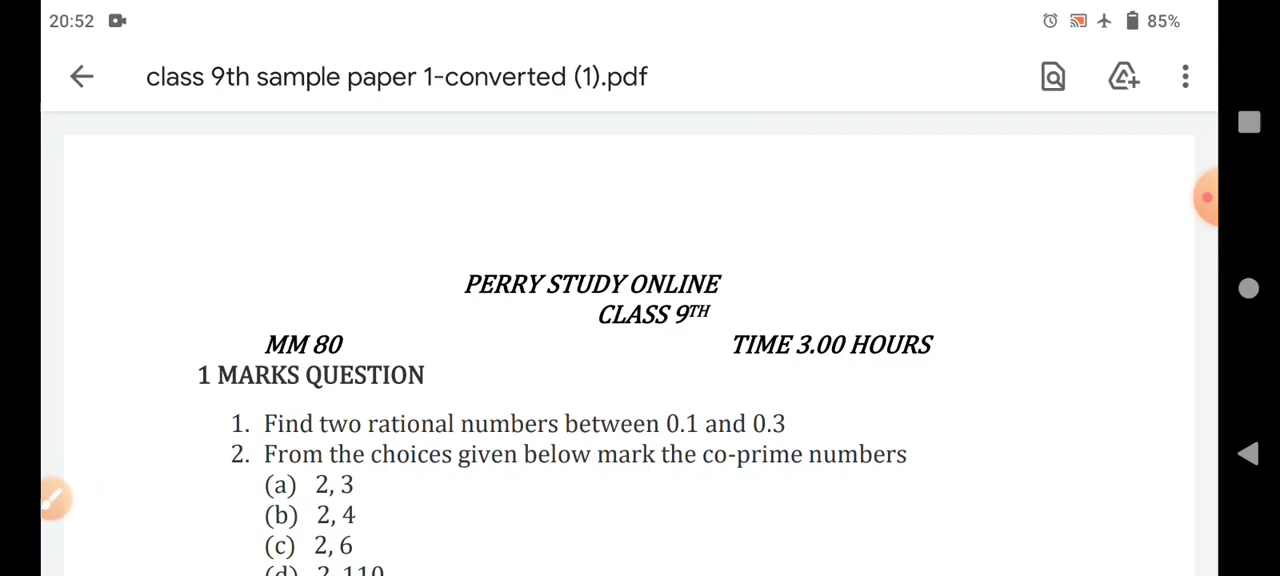 20:52
85%
class 9th sample paper 1-converted (1).pdf
PERRY STUDY ONLINE
CLASS 9TH
MM 80 TIME 3.00 HOURS
1 MARKS QUESTION
1. Find two rational numbers between 0.1 and 0.3
2. From the choices given below mark the co-prime numbers
(a) 2, 3
(b) 2, 4
(c) 2, 6
(d) 2, 110